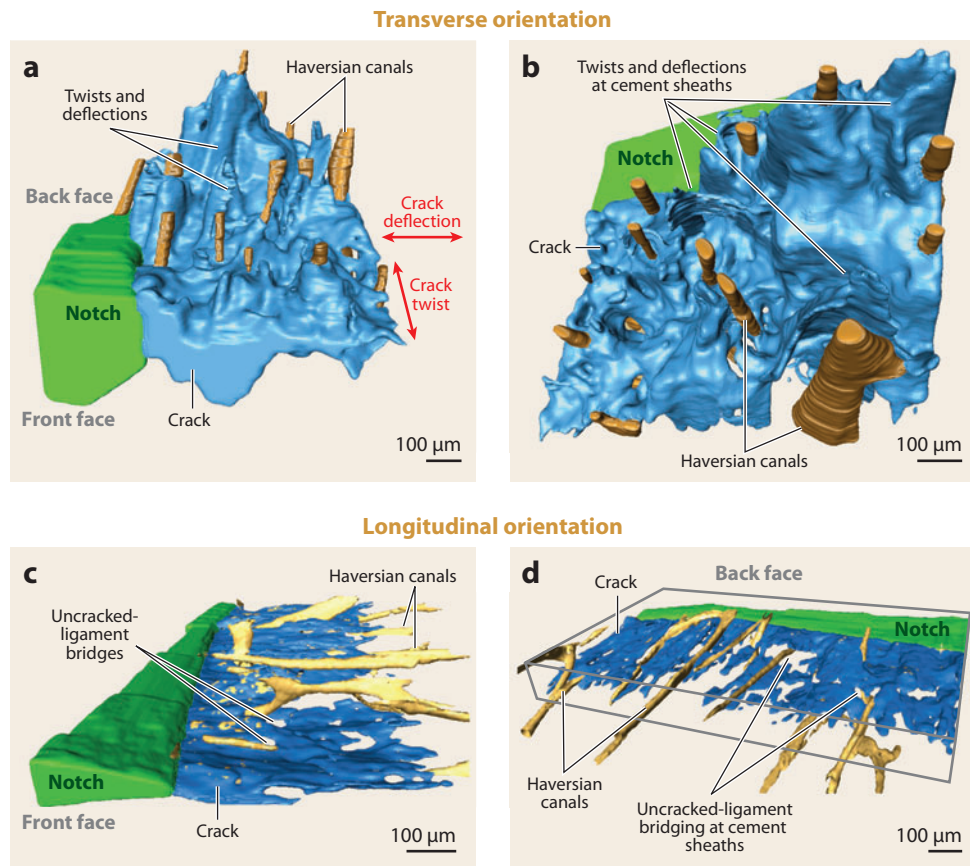 Transverse orientation
a
Haversian canals
Twists and
deflections
Back face
Crack
deflection
Crack
twist
Notch
Front face
Crack
100 µm
b
Twists and deflections
at cement sheaths
Notch
Crack
Haversian canals
100 µm
Longitudinal orientation
c
Haversian canals
Uncracked-
ligament
bridges
Notch
Front face
Crack
100 µm
d
Crack
Back face
Notch
Haversian
canals
Uncracked-ligament
bridging at cement
sheaths
100 µm